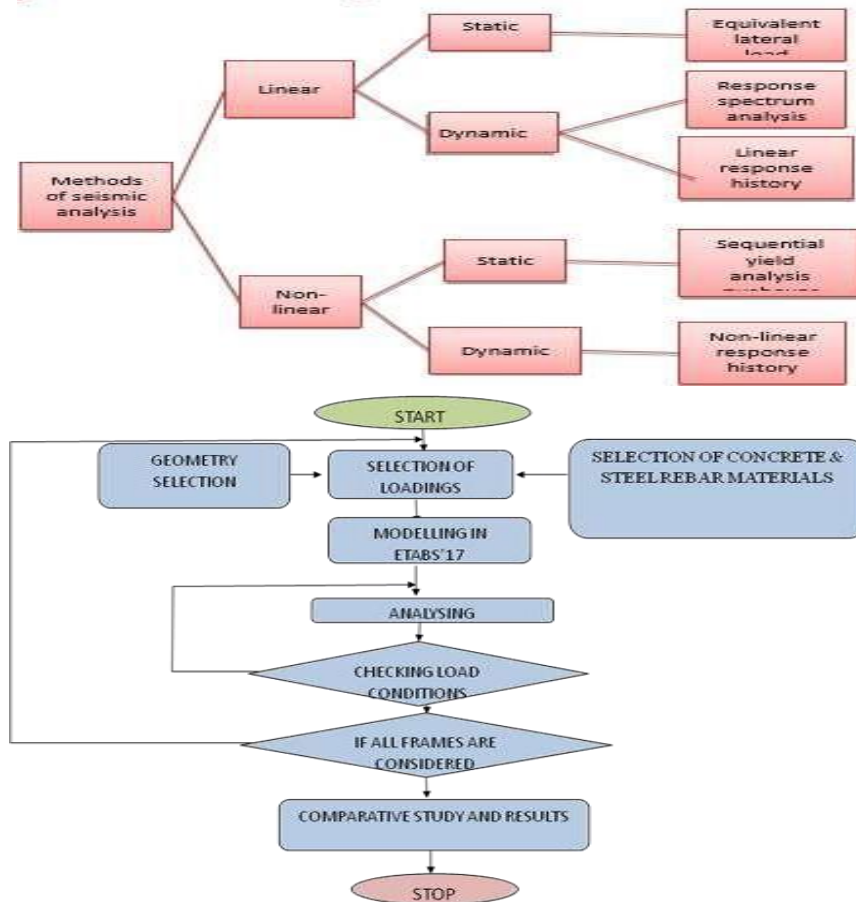 Static
Equivalent
lateral
load
Linear
Response
spectrum
analysis
Dynamic
Linear
response
history
Methods
of seismic
analysis
Static
Sequential
yield
analysis
Non-
linear
Dynamic
Non-linear
response
history
START
GEOMETRY
SELECTION
SELECTION OF
LOADINGS
SELECTION OF CONCRETE &
STEEL REBAR MATERIALS
MODELLING IN
ETABS'17
ANALYSING
CHECKING LOAD
CONDITIONS
IF ALL FRAMES ARE
CONSIDERED
COMPARATIVE STUDY AND RESULTS
STOP